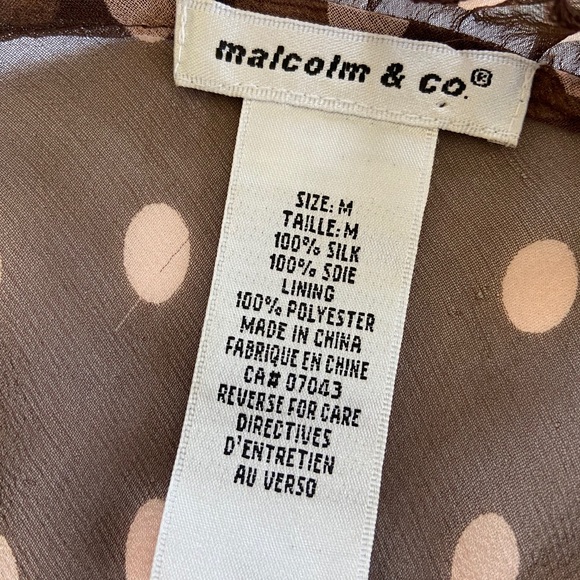 malcolm & co.®
SIZE: M
TAILLE: M
100% SILK
100% SOIE
LINING
100% POLYESTER
MADE IN CHINA
FABRIQUE EN CHINE
CA# 07043
REVERSE FOR CARE
DIRECTIVES
D'ENTRETIEN
AU VERSO